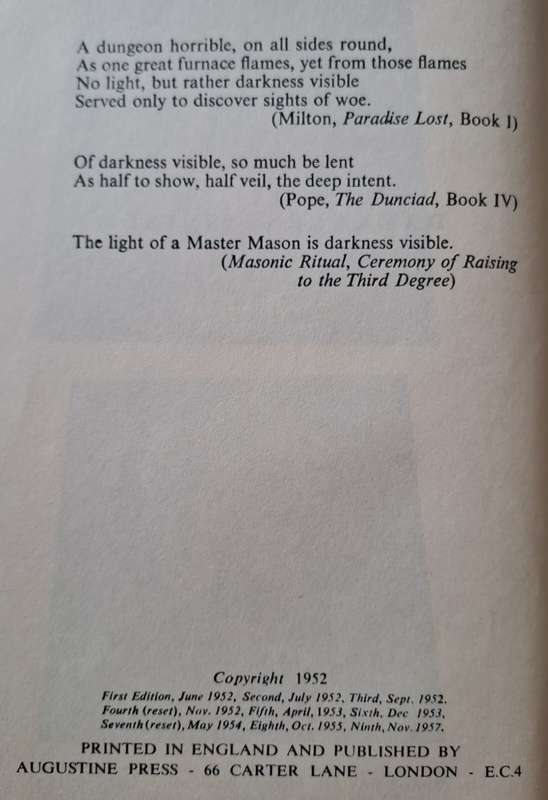 A dungeon horrible, on all sides round,
As one great furnace flames, yet from those flames
No light, but rather darkness visible
Served only to discover sights of woe.
(Milton, Paradise Lost, Book I)
Of darkness visible, so much be lent
As half to show, half veil, the deep intent.
(Pope, The Dunciad, Book IV)
The light of a Master Mason is darkness visible.
(Masonic Ritual, Ceremony of Raising
to the Third Degree)
Copyright 1952
First Edition, June 1952, Second, July 1952, Third, Sept. 1952.
Fourth (reset), Nov. 1952, Fifth, April, 1953, Sixth, Dec 1953,
Seventh (reset), May 1954, Eighth, Oct. 1955, Ninth, Nov. 1957.
PRINTED IN ENGLAND AND PUBLISHED BY
AUGUSTINE PRESS - 66 CARTER LANE - LONDON - E.C.4